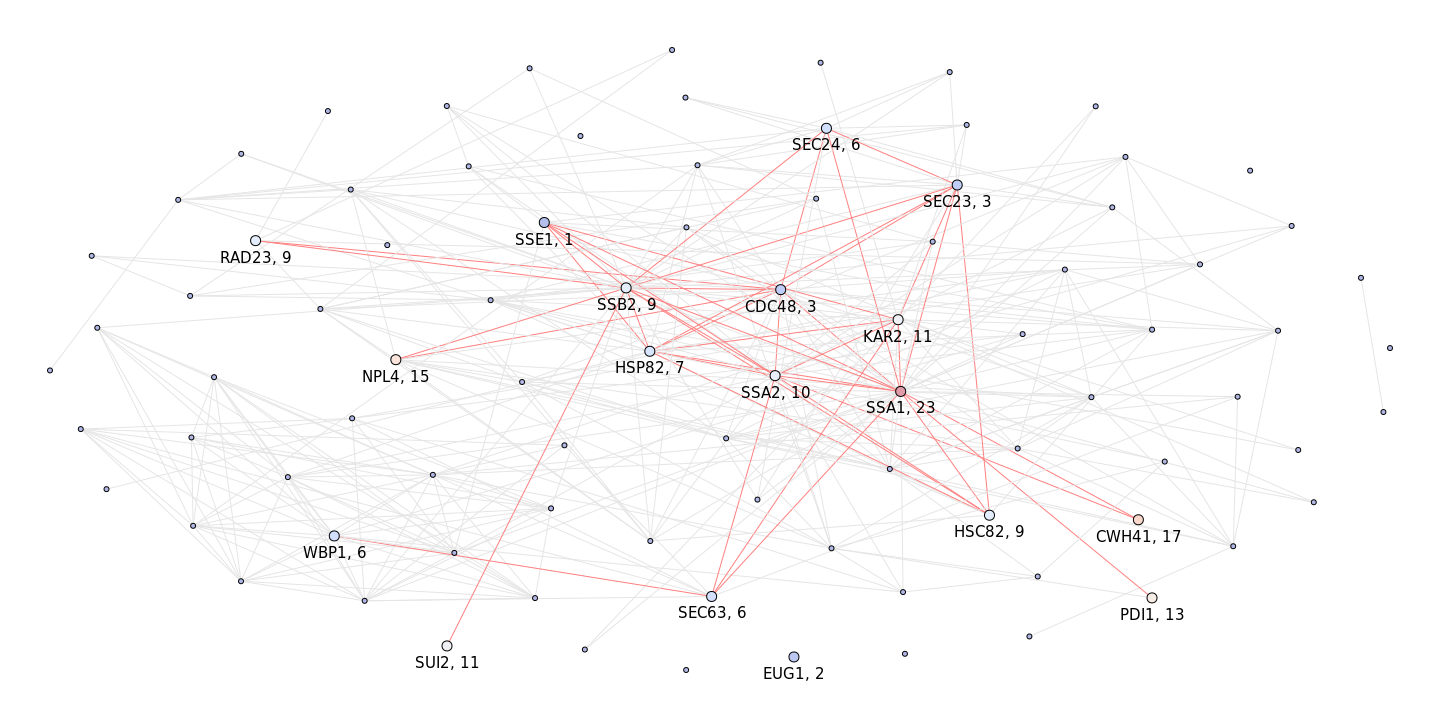 SEC24, 6
SEC23, 3
SSE1, 1
RAD23, 9
SSB2, 9
CDC48, 3
KAR2, 11
HSP82, 7
NPL4, 15
SSA2, 10
SSA1, 23
HSC82, 9
CWH41, 17
WBP1, 6
SEC63, 6
PDI1, 13
SUI2, 11
EUG1, 2